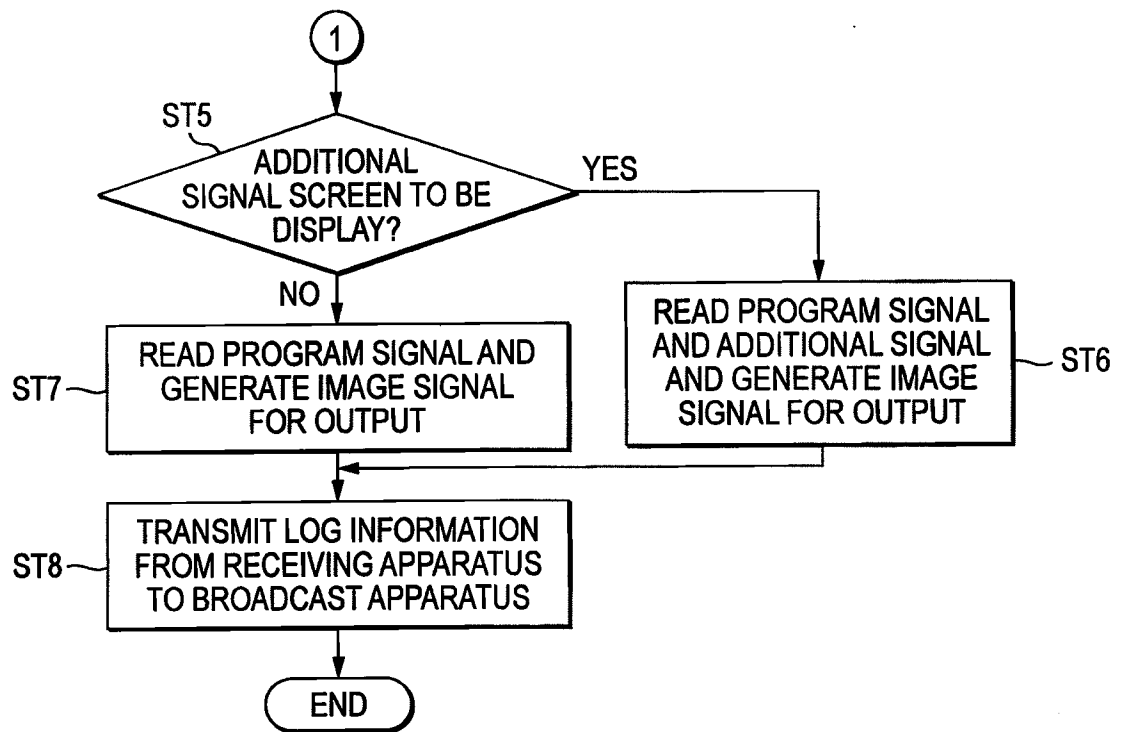 1
ST5
ADDITIONAL
SIGNAL SCREEN TO BE
DISPLAY?
YES
NO
READ PROGRAM SIGNAL AND
GENERATE IMAGE SIGNAL
FOR OUTPUT
ST7
READ PROGRAM SIGNAL
AND ADDITIONAL SIGNAL
AND GENERATE IMAGE
SIGNAL FOR OUTPUT
ST6
TRANSMIT LOG INFORMATION
FROM RECEIVING APPARATUS
TO BROADCAST APPARATUS
ST8
END